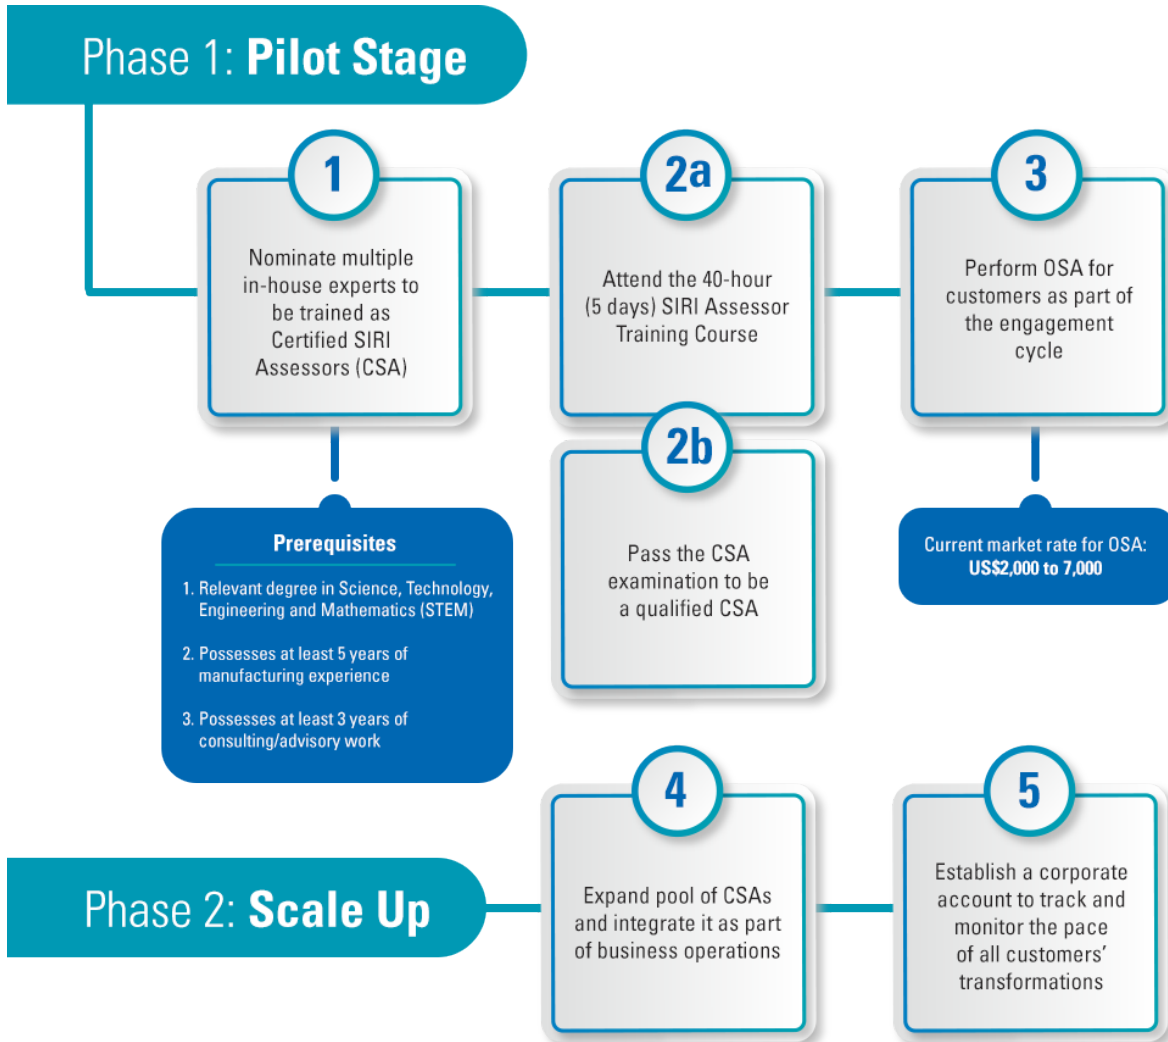 Phase 1: Pilot Stage
1
Nominate multiple
in-house experts to
be trained as
Certified SIRI
Assessors (CSA)
2a
Attend the 40-hour
(5 days) SIRI Assessor
Training Course
3
Perform OSA for
customers as part of
the engagement
cycle
2b
Pass the CSA
examination to be
a qualified CSA
Prerequisites
1. Relevant degree in Science, Technology,
Engineering and Mathematics (STEM)
2. Possesses at least 5 years of
manufacturing experience
3. Possesses at least 3 years of
consulting/advisory work
Current market rate for OSA:
US$2,000 to 7,000
Phase 2: Scale Up
4
Expand pool of CSAs
and integrate it as part
of business operations
5
Establish a corporate
account to track and
monitor the pace
of all customers’
transformations